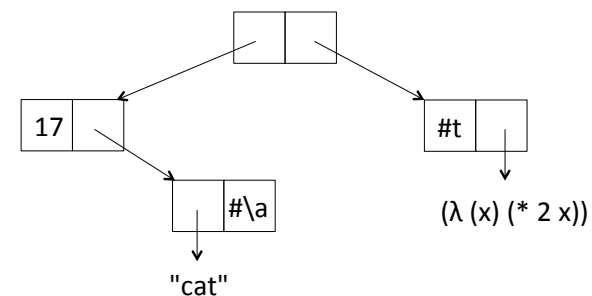 17
#t
#\a
(λ (x) (* 2 x))
"cat"